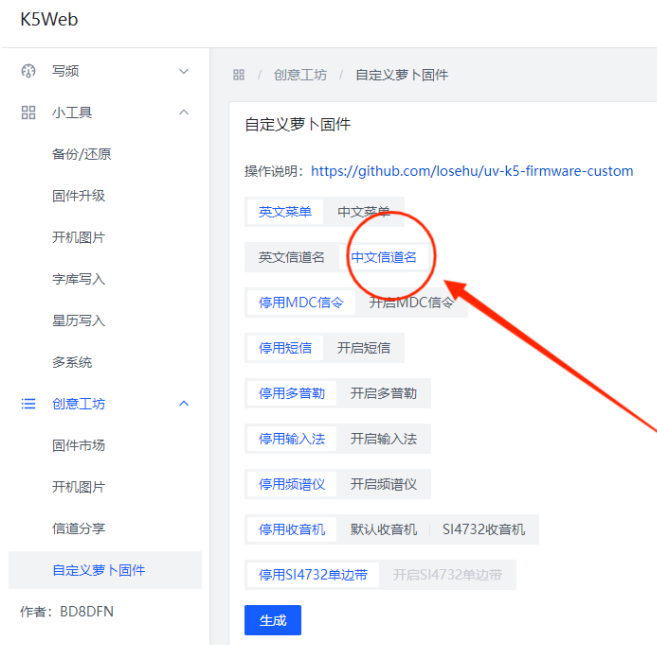 K5Web
写频
小工具
备份/还原
固件升级
开机图片
字库写入
星历写入
多系统
创意工坊
固件市场
开机图片
信道分享
自定义萝卜固件
作者：BD8DFN
/ 创意工坊 / 自定义萝卜固件
自定义萝卜固件
操作说明：https://github.com/losehu/uv-k5-firmware-custom
英文菜单 中文菜单
英文信道名 中文信道名
停用MDC信令 开启MDC信令
停用短信 开启短信
停用多普勒 开启多普勒
停用输入法 开启输入法
停用频谱仪 开启频谱仪
停用收音机 默认收音机 SI4732收音机
停用SI4732单边带 开启SI4732单边带
生成